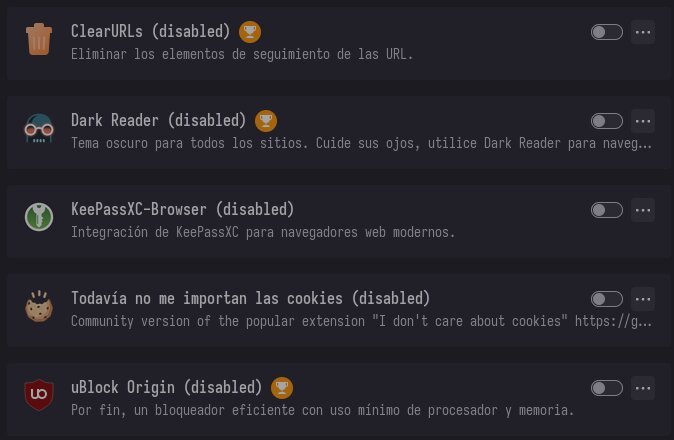 ClearURLs (disabled)
Eliminar los elementos de seguimiento de las URL.
Dark Reader (disabled)
Tema oscuro para todos los sitios. Cuide sus ojos, utilice Dark Reader para naveg...
KeePassXC-Browser (disabled)
Integración de KeePassXC para navegadores web modernos.
Todavía no me importan las cookies (disabled)
Community version of the popular extension "I don't care about cookies" https://g...
uBlock Origin (disabled)
Por fin, un bloqueador eficiente con uso mínimo de procesador y memoria.